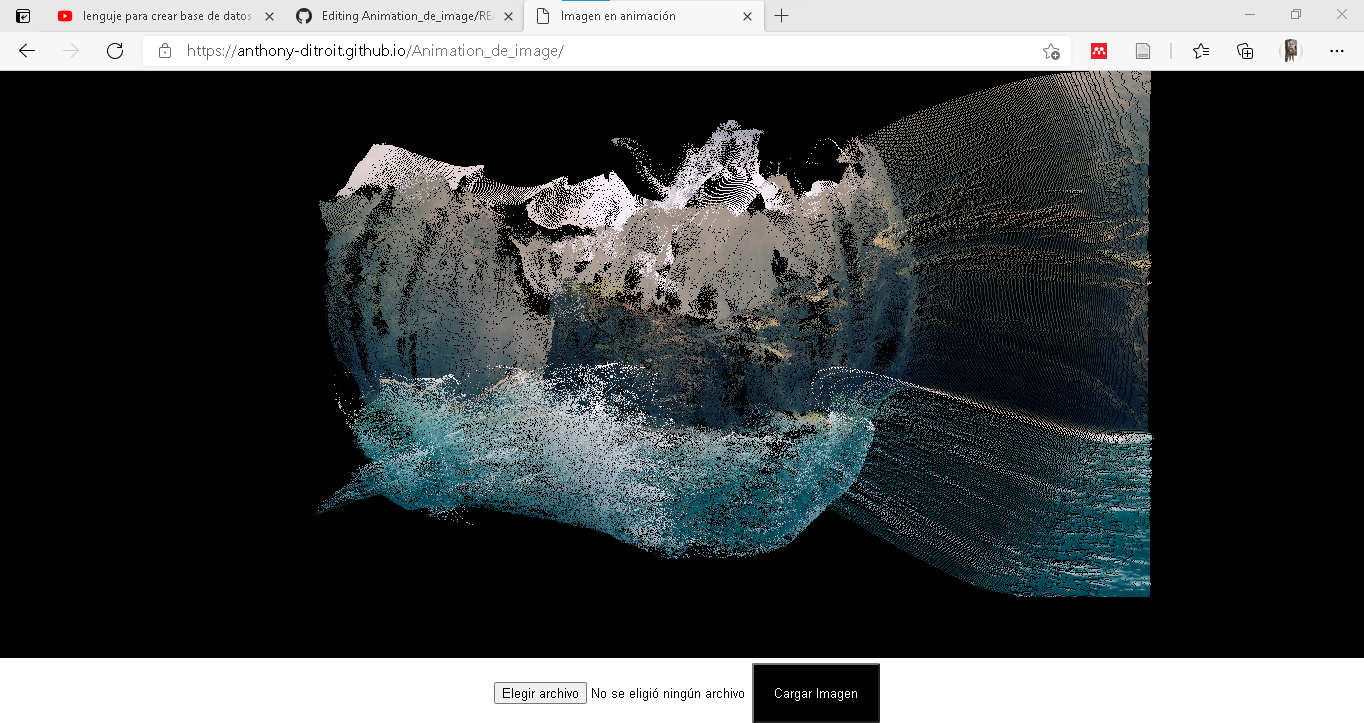 lenguje para crear base de datos
Editing Animation_de_image/REA
Imagen en animación
https://anthony-ditroit.github.io/Animation_de_image/
Elegir archivo No se eligió ningún archivo Cargar Imagen